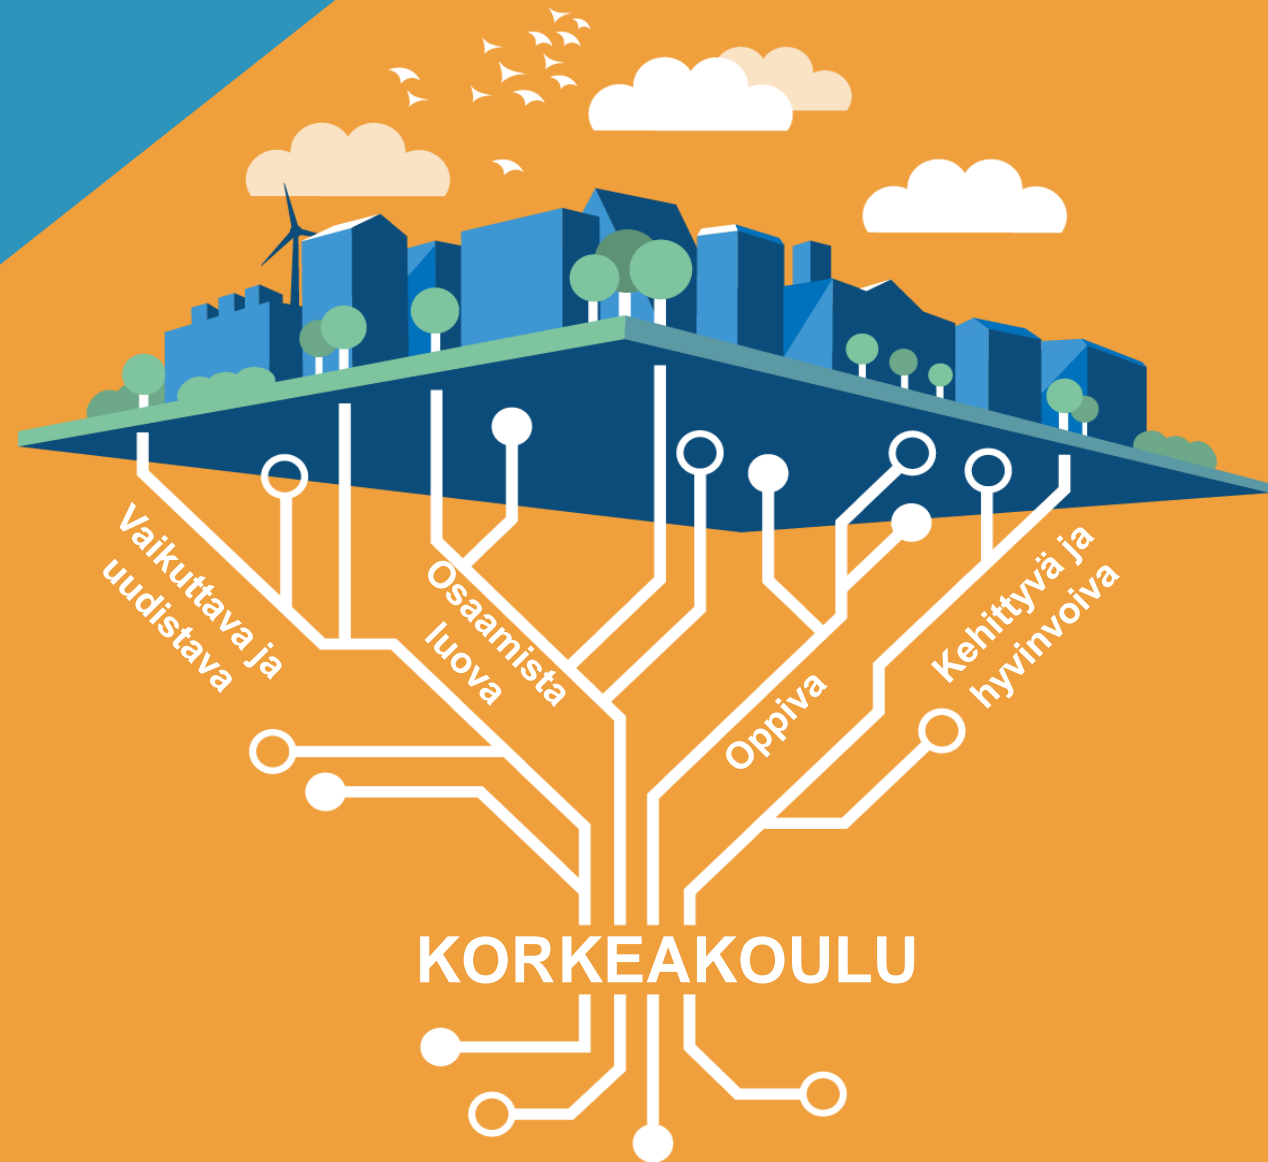 Vaikuttava ja
uudistava
Osaamista
luova
Oppiva
Kehittyvä ja
hyvinvoiva
KORKEAKOULU